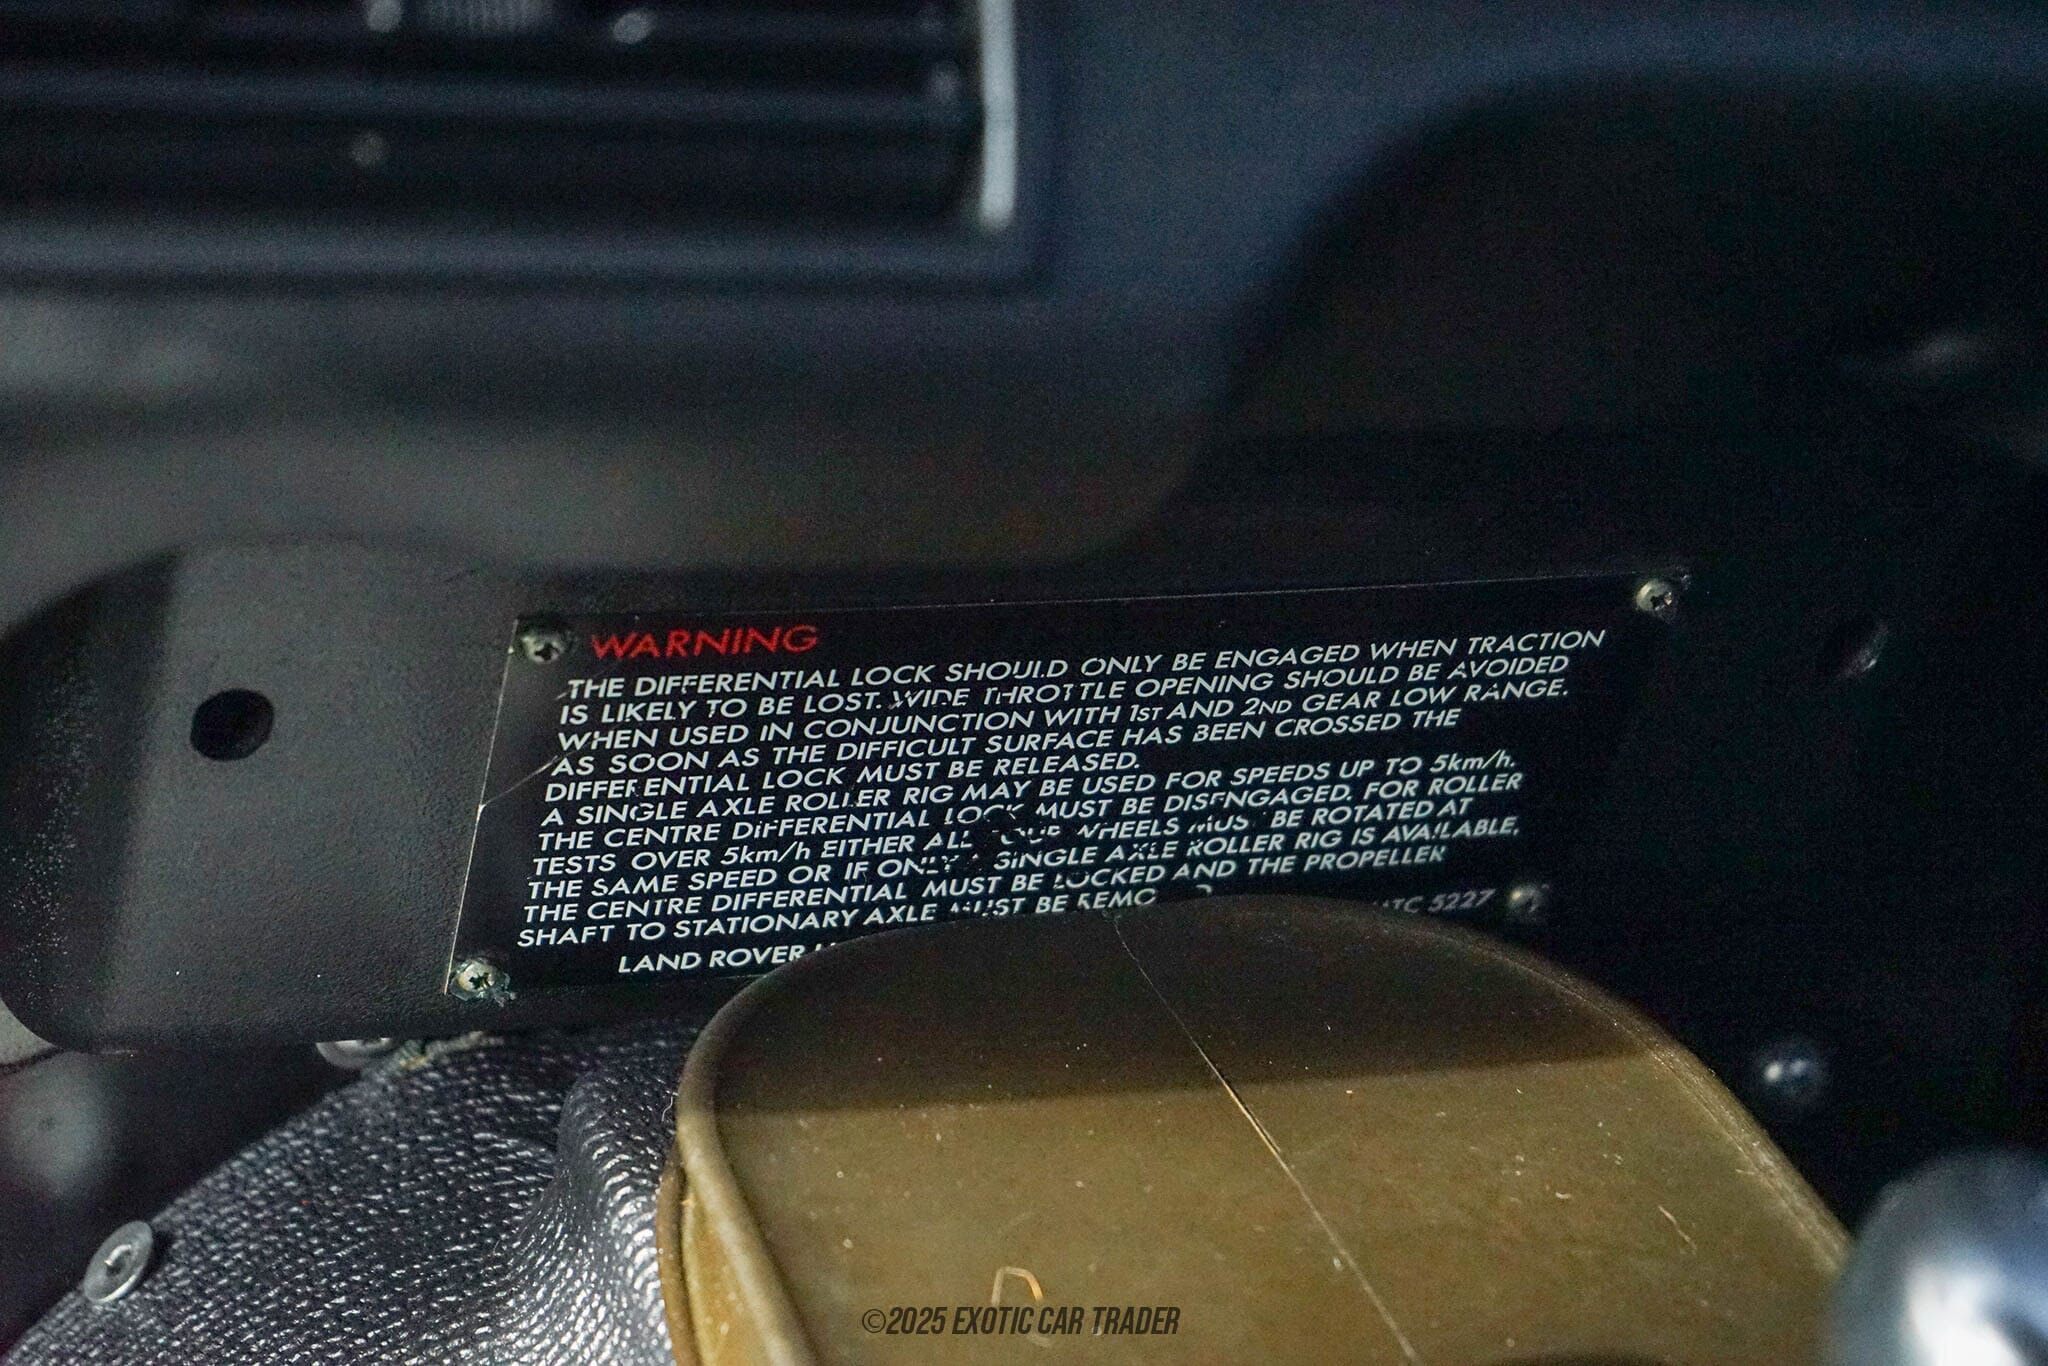 WARNING
THE DIFFERENTIAL LOCK SHOULD ONLY BE ENGAGED WHEN TRACTION
IS LIKELY TO BE LOST. WIDE THROTTLE OPENING SHOULD BE AVOIDED
WHEN USED IN CONJUNCTION WITH 1ST AND 2ND GEAR LOW RANGE.
AS SOON AS THE DIFFICULT SURFACE HAS BEEN CROSSED THE
DIFFERENTIAL LOCK MUST BE RELEASED.
A SINGLE AXLE ROLLER RIG MAY BE USED FOR SPEEDS UP TO 5km/h.
THE CENTRE DIFFERENTIAL LOCK MUST BE DISENGAGED. FOR ROLLER
TESTS OVER 5km/h EITHER ALL FOUR WHEELS MUST BE ROTATED AT
THE SAME SPEED OR IF ONLY A SINGLE AXLE ROLLER RIG IS AVAILABLE,
THE CENTRE DIFFERENTIAL MUST BE LOCKED AND THE PROPELLER
SHAFT TO STATIONARY AXLE MUST BE
5227
LAND ROVER
©2025 EXOTIC CAR TRADER